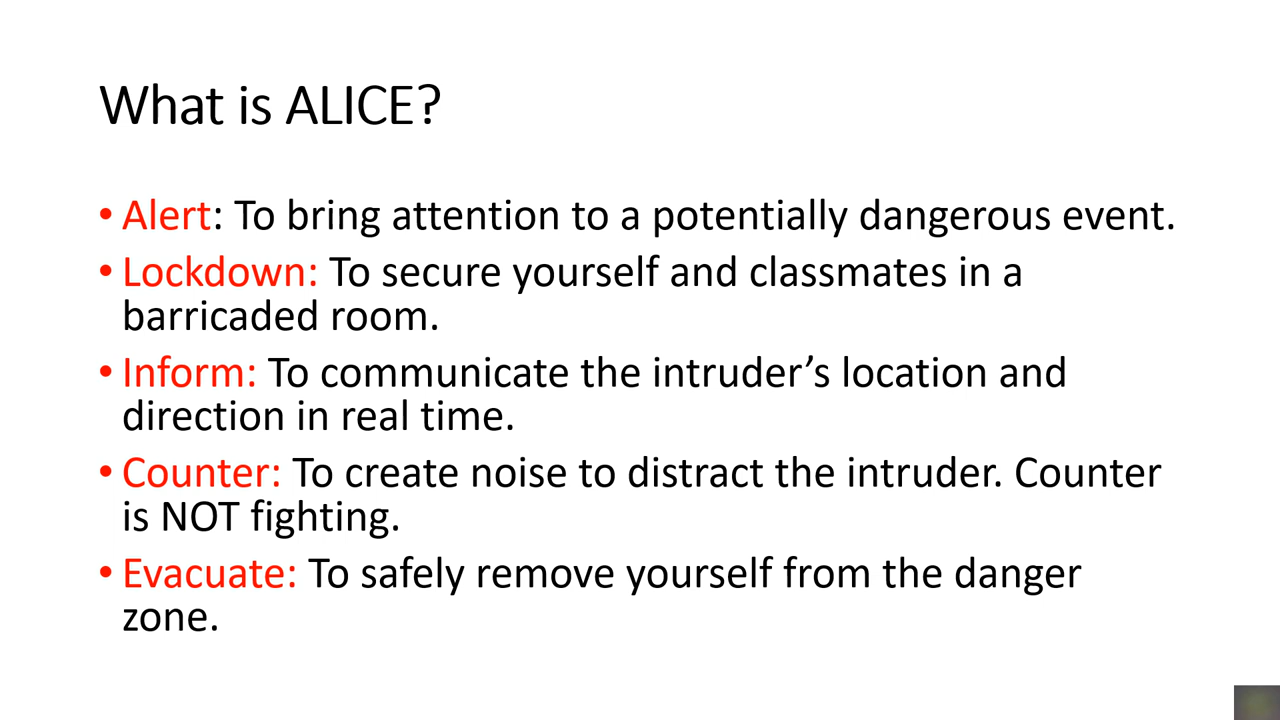 What is ALICE?
• Alert: To bring attention to a potentially dangerous event.
• Lockdown: To secure yourself and classmates in a
barricaded room.
• Inform: To communicate the intruder’s location and
direction in real time.
• Counter: To create noise to distract the intruder. Counter
is NOT fighting.
• Evacuate: To safely remove yourself from the danger
zone.